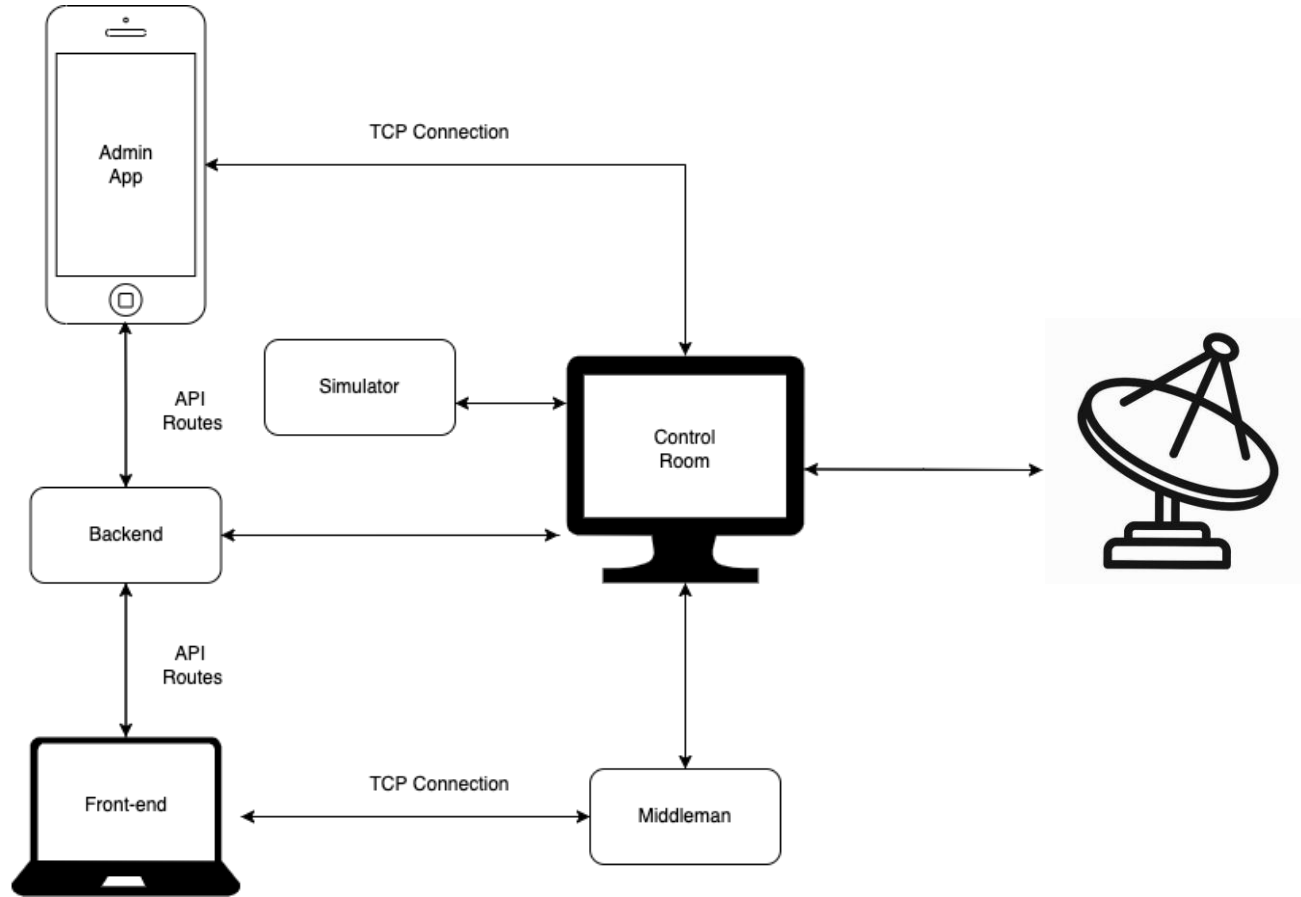 TCP Connection
Admin
App
API
Routes
Simulator
Control
Room
Backend
API
Routes
TCP Connection
Front-end
Middleman